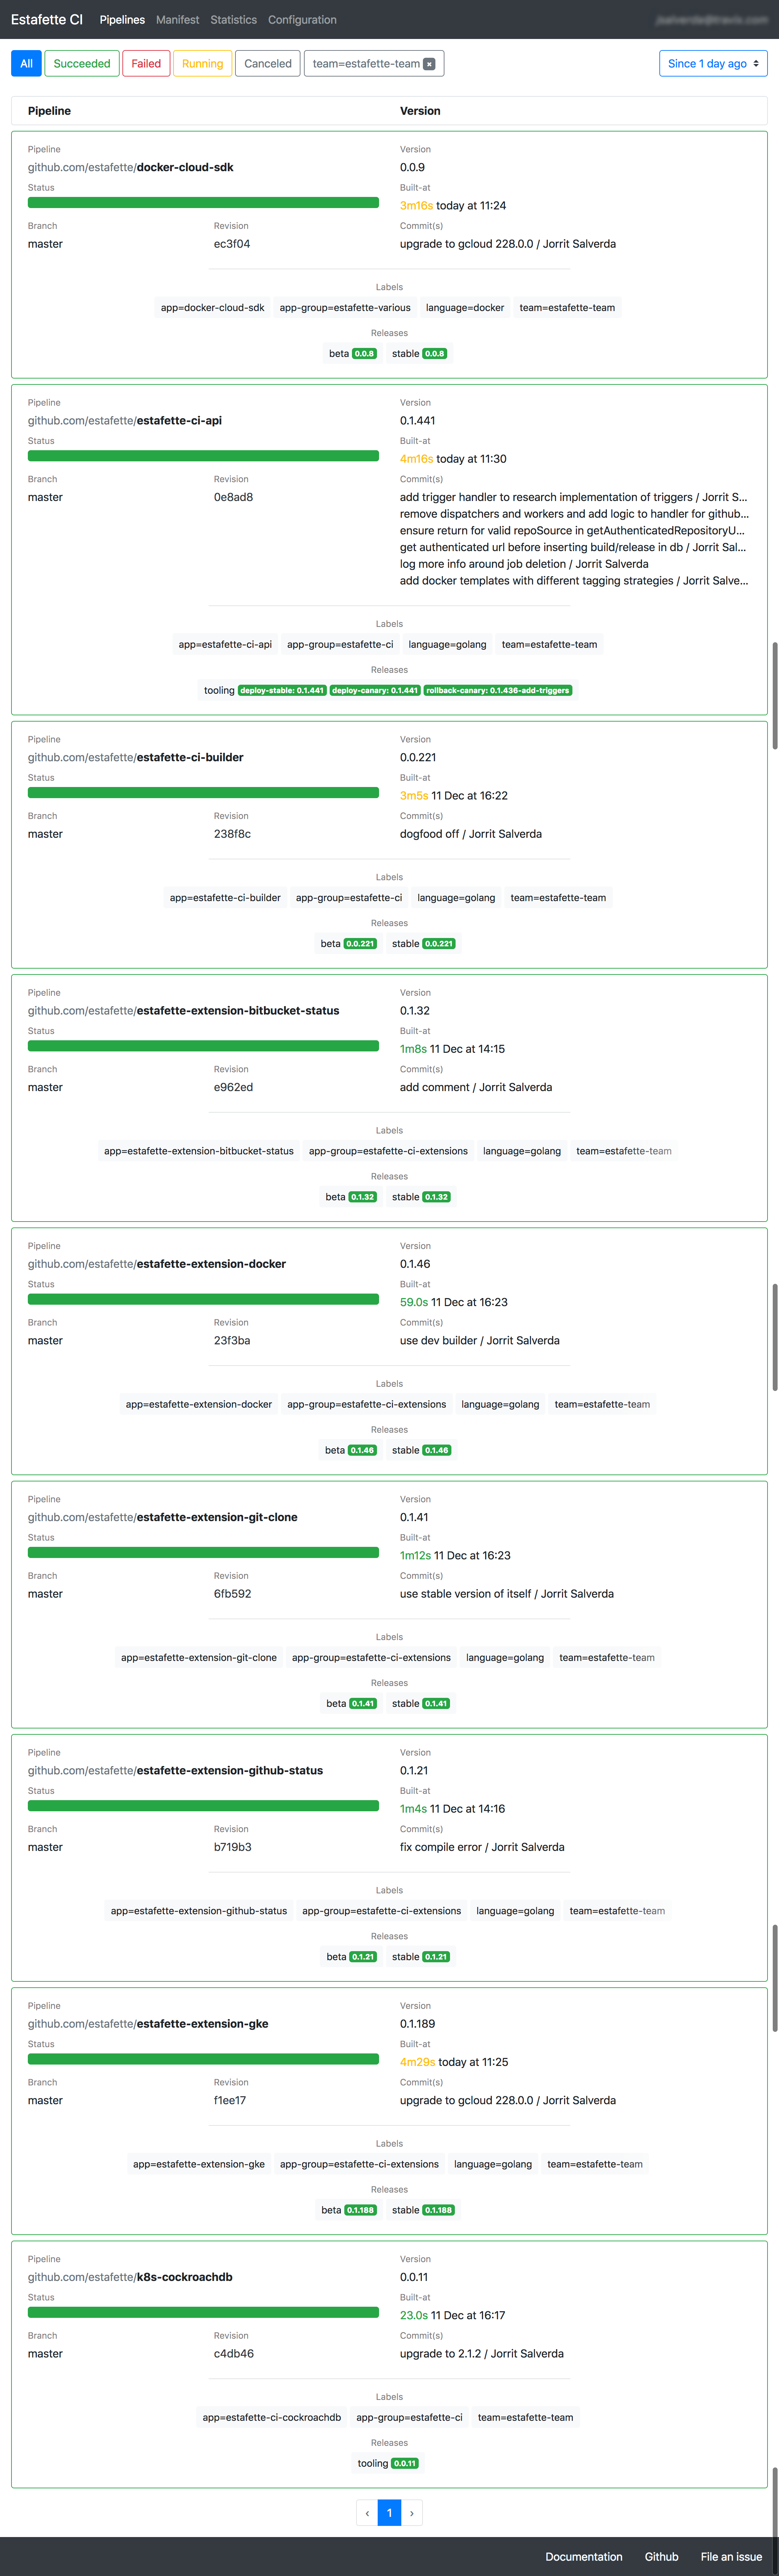 Estafette CI Pipelines Manifest Statistics Configuration
All Succeeded Failed Running Canceled team=estafette-team × Since 1 day ago
Pipeline Version
Pipeline Version
github.com/estafette/docker-cloud-sdk 0.0.9
Status Built-at
3m16s today at 11:24
Branch Revision Commit(s)
master ec3f04 upgrade to gcloud 228.0.0 / Jorrit Salverda
Labels
app=docker-cloud-sdk app-group=estafette-various language=docker team=estafette-team
Releases
beta 0.0.8 stable 0.0.8
Pipeline Version
github.com/estafette/estafette-ci-api 0.1.441
Status Built-at
4m16s today at 11:30
Branch Revision Commit(s)
master 0e8ad8 add trigger handler to research implementation of triggers / Jorrit S...
remove dispatchers and workers and add logic to handler for github...
ensure return for valid repoSource in getAuthenticatedRepositoryU...
get authenticated url before inserting build/release in db / Jorrit Sal...
log more info around job deletion / Jorrit Salverda
add docker templates with different tagging strategies / Jorrit Salve...
Labels
app=estafette-ci-api app-group=estafette-ci language=golang team=estafette-team
Releases
tooling deploy-stable: 0.1.441 deploy-canary: 0.1.441 rollback-canary: 0.1.436-add-triggers
Pipeline Version
github.com/estafette/estafette-ci-builder 0.0.221
Status Built-at
3m5s 11 Dec at 16:22
Branch Revision Commit(s)
master 238f8c dogfood off / Jorrit Salverda
Labels
app=estafette-ci-builder app-group=estafette-ci language=golang team=estafette-team
Releases
beta 0.0.221 stable 0.0.221
Pipeline Version
github.com/estafette/estafette-extension-bitbucket-status 0.1.32
Status Built-at
1m8s 11 Dec at 14:15
Branch Revision Commit(s)
master e962ed add comment / Jorrit Salverda
Labels
app=estafette-extension-bitbucket-status app-group=estafette-ci-extensions language=golang team=estafette-team
Releases
beta 0.1.32 stable 0.1.32
Pipeline Version
github.com/estafette/estafette-extension-docker 0.1.46
Status Built-at
59.0s 11 Dec at 16:23
Branch Revision Commit(s)
master 23f3ba use dev builder / Jorrit Salverda
Labels
app=estafette-extension-docker app-group=estafette-ci-extensions language=golang team=estafette-team
Releases
beta 0.1.46 stable 0.1.46
Pipeline Version
github.com/estafette/estafette-extension-git-clone 0.1.41
Status Built-at
1m12s 11 Dec at 16:23
Branch Revision Commit(s)
master 6fb592 use stable version of itself / Jorrit Salverda
Labels
app=estafette-extension-git-clone app-group=estafette-ci-extensions language=golang team=estafette-team
Releases
beta 0.1.41 stable 0.1.41
Pipeline Version
github.com/estafette/estafette-extension-github-status 0.1.21
Status Built-at
1m4s 11 Dec at 14:16
Branch Revision Commit(s)
master b719b3 fix compile error / Jorrit Salverda
Labels
app=estafette-extension-github-status app-group=estafette-ci-extensions language=golang team=estafette-team
Releases
beta 0.1.21 stable 0.1.21
Pipeline Version
github.com/estafette/estafette-extension-gke 0.1.189
Status Built-at
4m29s today at 11:25
Branch Revision Commit(s)
master f1ee17 upgrade to gcloud 228.0.0 / Jorrit Salverda
Labels
app=estafette-extension-gke app-group=estafette-ci-extensions language=golang team=estafette-team
Releases
beta 0.1.188 stable 0.1.188
Pipeline Version
github.com/estafette/k8s-cockroachdb 0.0.11
Status Built-at
23.0s 11 Dec at 16:17
Branch Revision Commit(s)
master c4db46 upgrade to 2.1.2 / Jorrit Salverda
Labels
app=estafette-ci-cockroachdb app-group=estafette-ci team=estafette-team
Releases
tooling 0.0.11
‹ 1 ›
Documentation Github File an issue